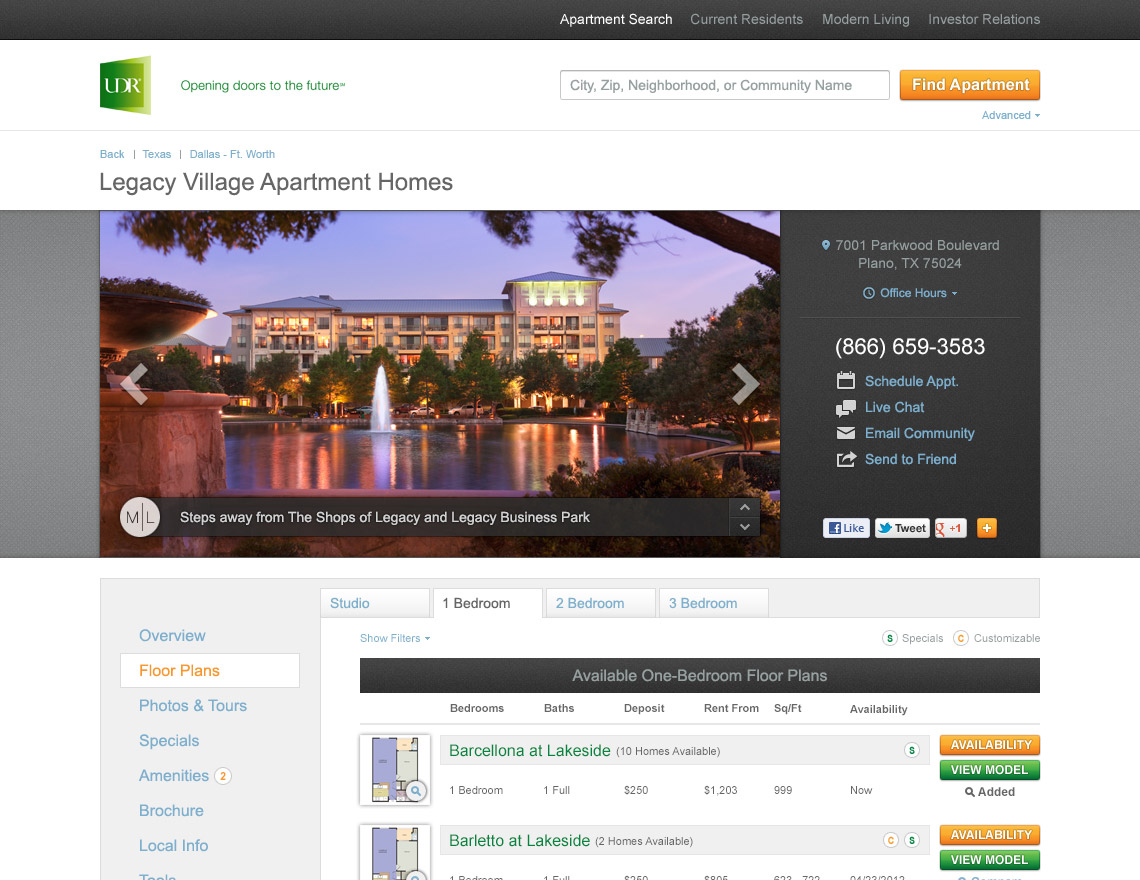 Apartment Search Current Residents Modern Living Investor Relations
UDR
Opening doors to the future℠
City, Zip, Neighborhood, or Community Name
Find Apartment
Advanced
Back | Texas | Dallas - Ft. Worth
Legacy Village Apartment Homes
7001 Parkwood Boulevard
Plano, TX 75024
Office Hours
(866) 659-3583
Schedule Appt.
Live Chat
Email Community
Send to Friend
M|L
Steps away from The Shops of Legacy and Legacy Business Park
Like Tweet +1
Studio 1 Bedroom 2 Bedroom 3 Bedroom
Overview
Floor Plans
Photos & Tours
Specials
Amenities 2
Brochure
Local Info
Tools
Show Filters
S Specials C Customizable
Available One-Bedroom Floor Plans
Bedrooms Baths Deposit Rent From Sq/Ft Availability
Barcellona at Lakeside (10 Homes Available) S
AVAILABILITY
VIEW MODEL
Added
1 Bedroom 1 Full $250 $1,203 999 Now
Barletto at Lakeside (2 Homes Available) C S
AVAILABILITY
VIEW MODEL
Compare
1 Bedroom 1 Full $250 $805 623 - 722 04/23/2012